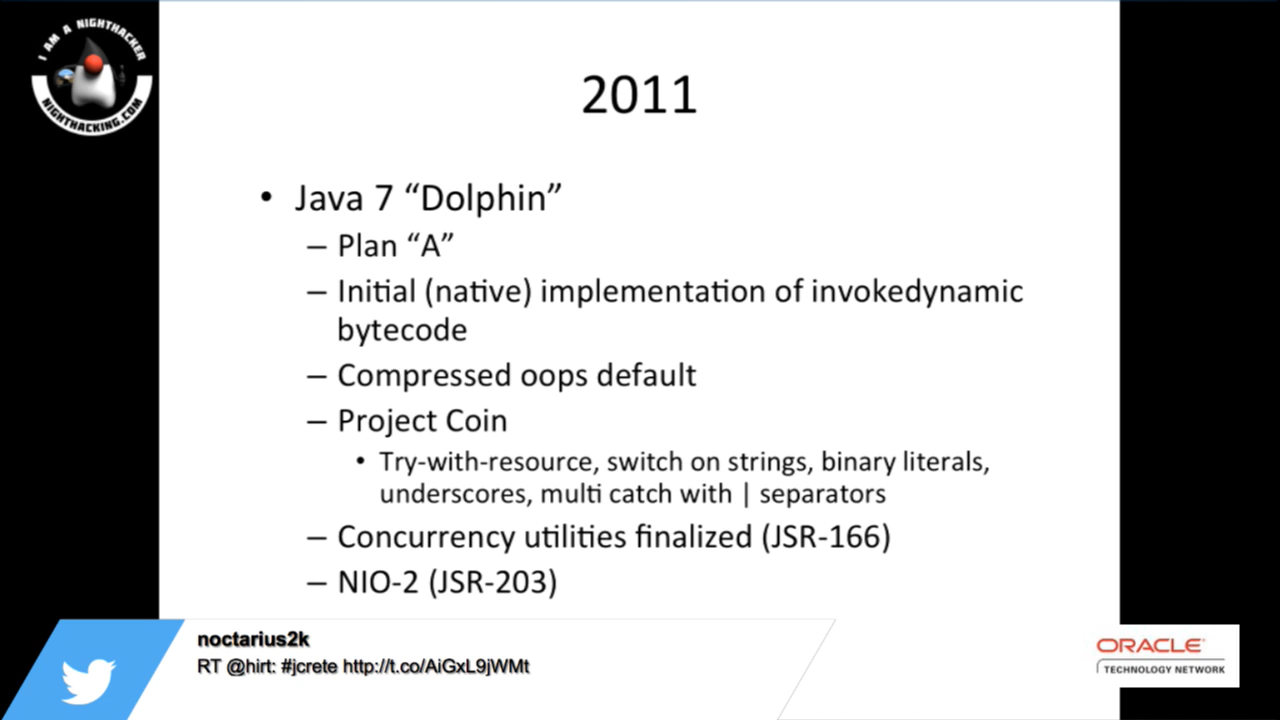 I AM A NIGHTHACKER
NIGHTHACKING.COM
2011
• Java 7 “Dolphin”
– Plan “A”
– Initial (native) implementation of invokedynamic
bytecode
– Compressed oops default
– Project Coin
• Try-with-resource, switch on strings, binary literals,
underscores, multi catch with | separators
– Concurrency utilities finalized (JSR-166)
– NIO-2 (JSR-203)
noctarius2k
RT @hirt: #jcrete http://t.co/AiGxL9jWMt
ORACLE
TECHNOLOGY NETWORK